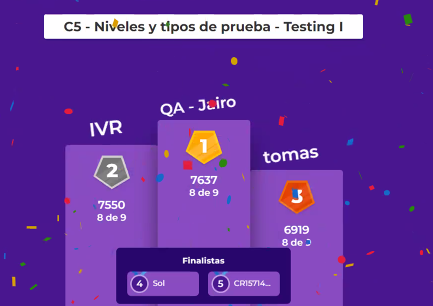 C5 - Niveles y tipos de prueba - Testing I
IVR
QA - Jairo
tomas
2
1
3
7550
8 de 9
7637
8 de 9
6919
8 de 9
Finalistas
4 Sol
5 CR15714...